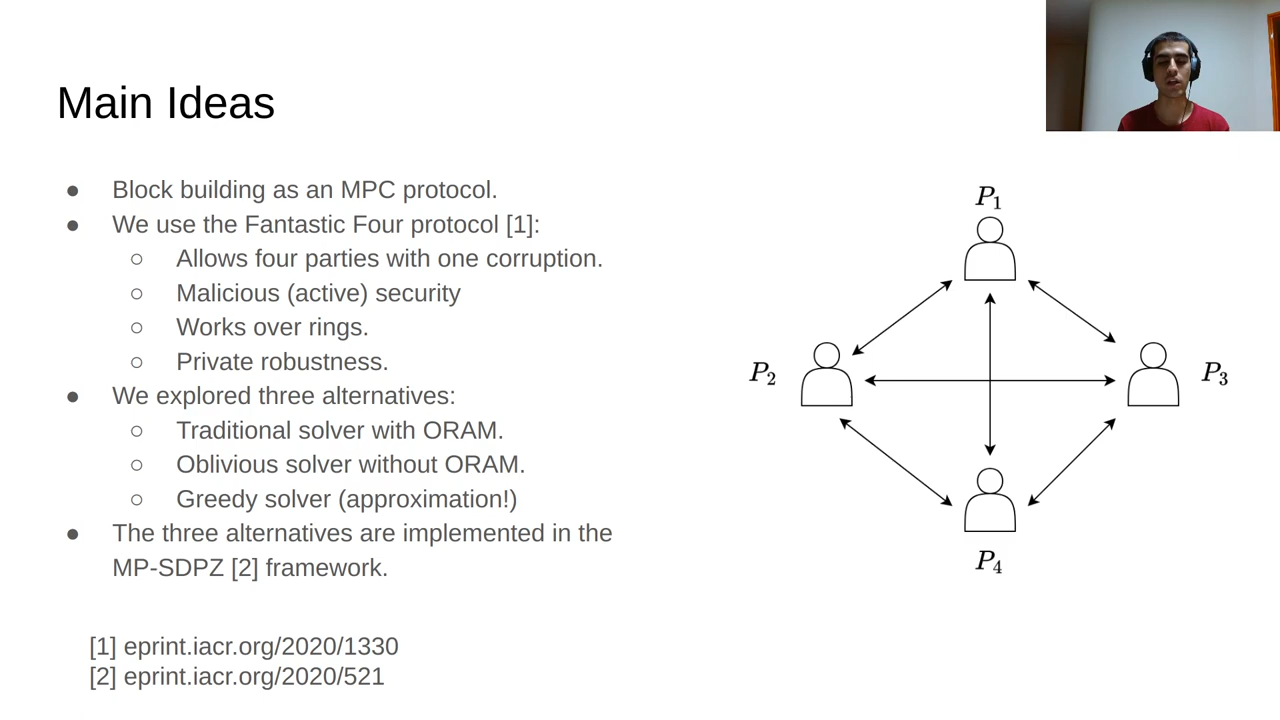 Main Ideas
● Block building as an MPC protocol.
● We use the Fantastic Four protocol [1]:
○ Allows four parties with one corruption.
○ Malicious (active) security
○ Works over rings.
○ Private robustness.
● We explored three alternatives:
○ Traditional solver with ORAM.
○ Oblivious solver without ORAM.
○ Greedy solver (approximation!)
● The three alternatives are implemented in the
MP-SDPZ [2] framework.
[1] eprint.iacr.org/2020/1330
[2] eprint.iacr.org/2020/521
P₁
P₂
P₃
P₄